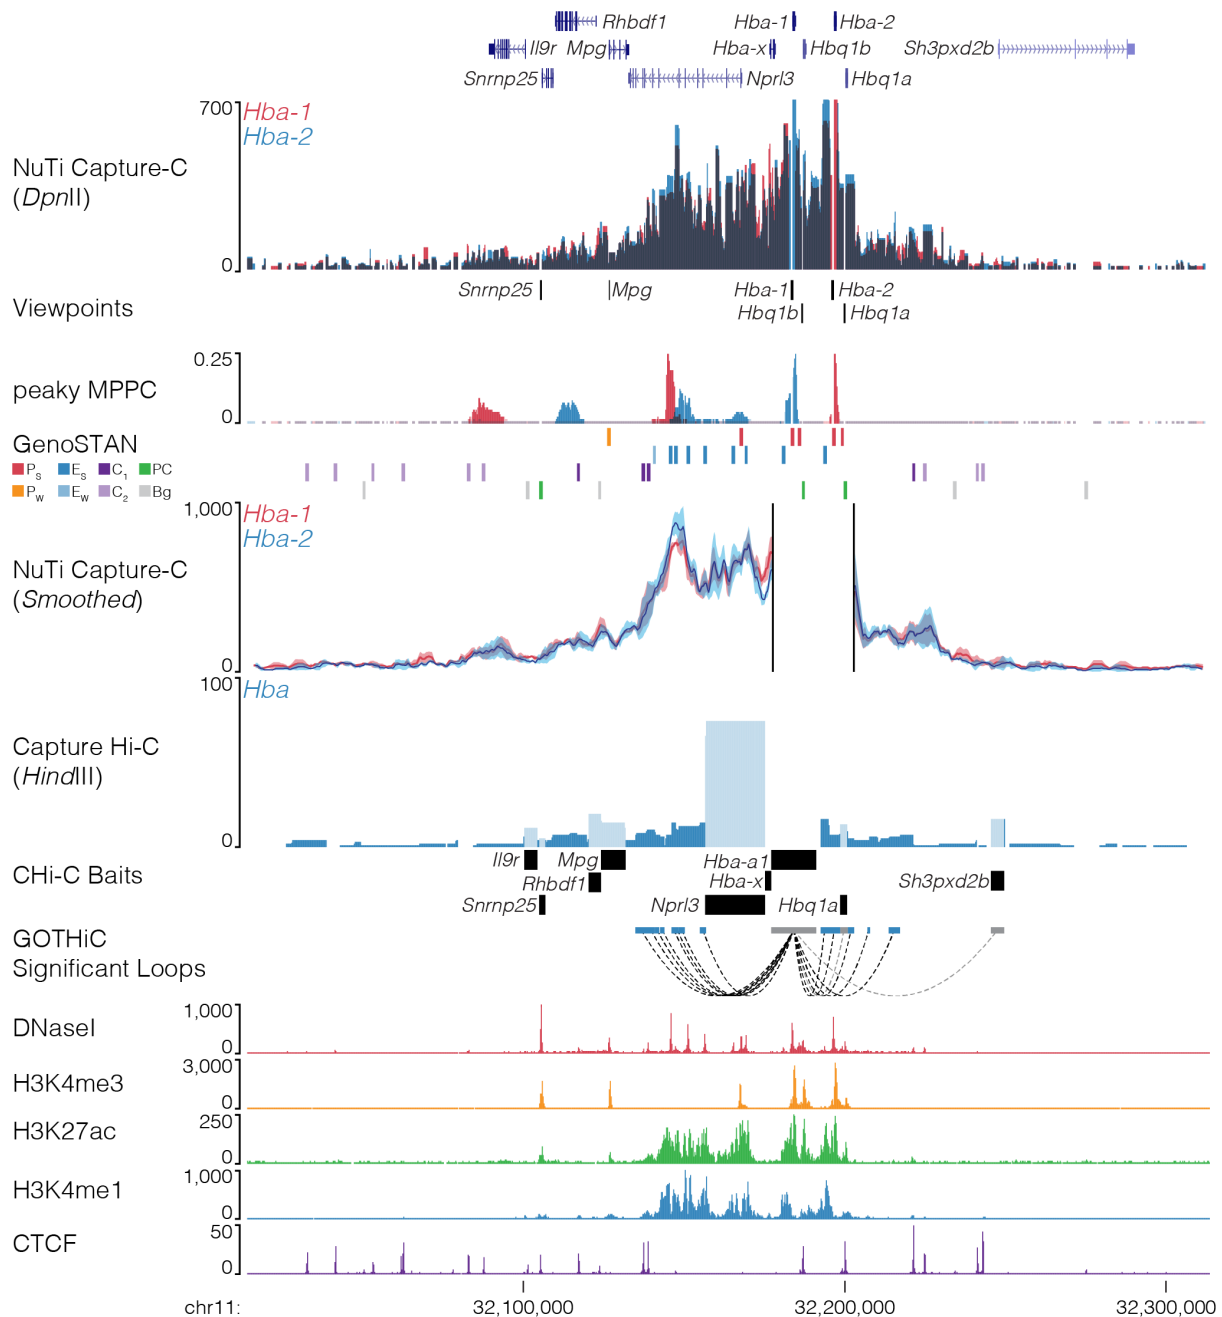 Rhbdf1 Hba-1 Hba-2
Il9r Mpg Hba-x Hbq1b Sh3pxd2b
Snrnp25 Nprl3 Hbq1a
700
Hba-1
Hba-2
NuTi Capture-C
(DpnII)
0
Snrnp25 Mpg Hba-1 Hba-2
Viewpoints
Hbq1b Hbq1a
0.25
peaky MPPC
0
GenoSTAN
Ps Es C1 PC
Pw Ew C2 Bg
1,000
Hba-1
Hba-2
NuTi Capture-C
(Smoothed)
0
100
Hba
Capture Hi-C
(HindIII)
0
Il9r Mpg Hba-a1
CHi-C Baits
Rhbdf1 Hba-x Sh3pxd2b
Snrnp25 Nprl3 Hbq1a
GOTHiC
Significant Loops
1,000
DNaseI
0
3,000
H3K4me3
0
250
H3K27ac
0
1,000
H3K4me1
0
50
CTCF
0
chr11: 32,100,000 32,200,000 32,300,000